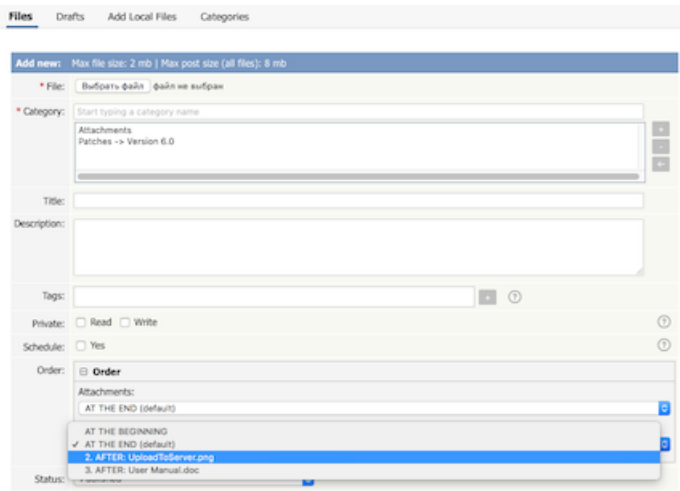 Files Drafts Add Local Files Categories
Add new: Max file size: 2 mb | Max post size (all files): 8 mb
* File: Выбрать файл файл не выбран
* Category: Start typing a category name
Attachments
Patches -> Version 6.0
+
-
Title:
Description:
Tags: + ?
Private: Read Write ?
Schedule: Yes ?
Order: Order
Attachments:
AT THE END (default)
AT THE BEGINNING
✓ AT THE END (default)
2. AFTER: UploadToServer.png
3. AFTER: User Manual.doc
Status: